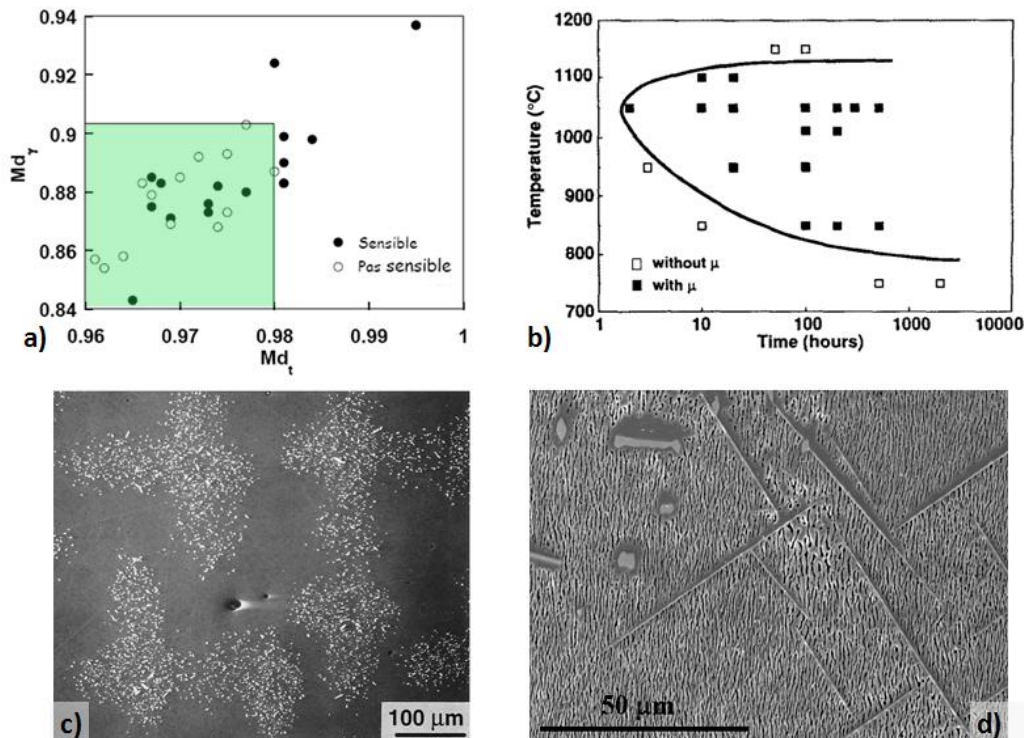 0.94
0.92
0.9
0.88
0.86
0.84
Md γ
0.96 0.97 0.98 0.99 1
Md t
Sensible
Pas sensible
a)
1200
1100
1000
900
800
700
Temperature (°C)
without μ
with μ
1 10 100 1000 10000
Time (hours)
b)
c)
100 μm
50 μm
d)